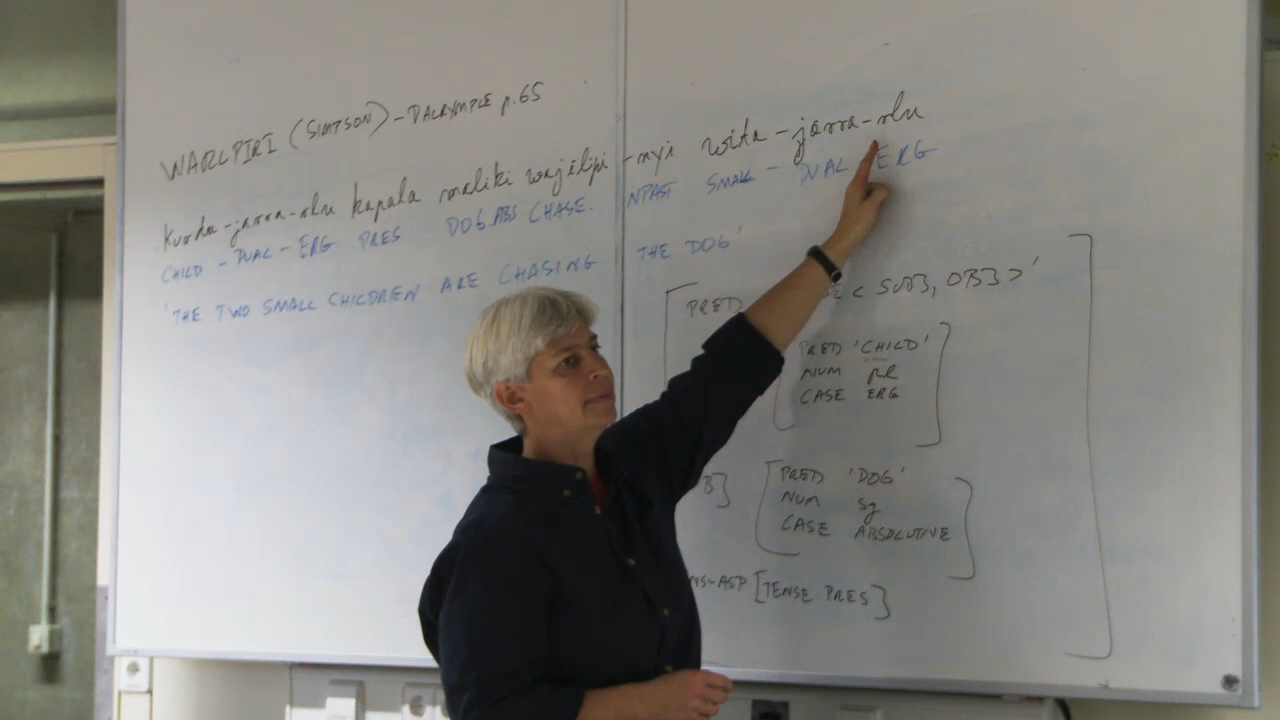 WARLPIRI (SIMPSON) - DALRYMPLE p.65
Kurdu-jarra-rlu kapala maliki wajilipi -nyi wita-jarra-rlu
CHILD - DUAL - ERG PRES DOG.ABS CHASE. NPAST SMALL - DUAL ERG
'THE TWO SMALL CHILDREN ARE CHASING THE DOG'
PRED < SUBJ, OBJ >'
PRED 'CHILD'
NUM pl
CASE ERG
PRED 'DOG'
NUM sg
CASE ABSOLUTIVE
NS-ASP [TENSE PRES]